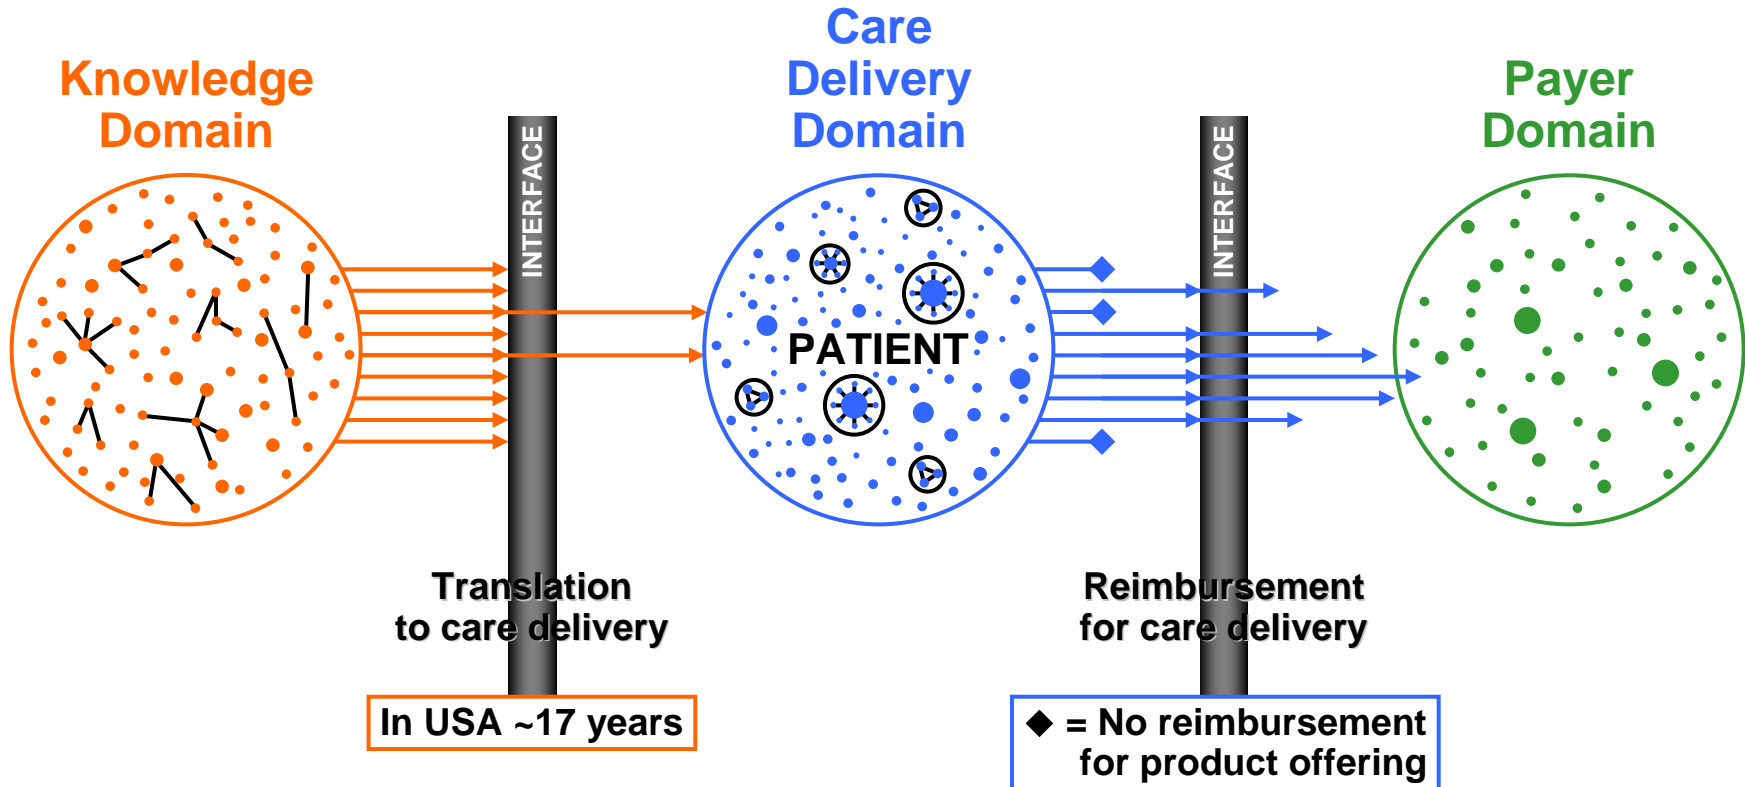 Knowledge
Domain
Care
Delivery
Domain
Payer
Domain
INTERFACE
INTERFACE
PATIENT
Translation
to care delivery
Reimbursement
for care delivery
In USA ~17 years
◆ = No reimbursement
for product offering